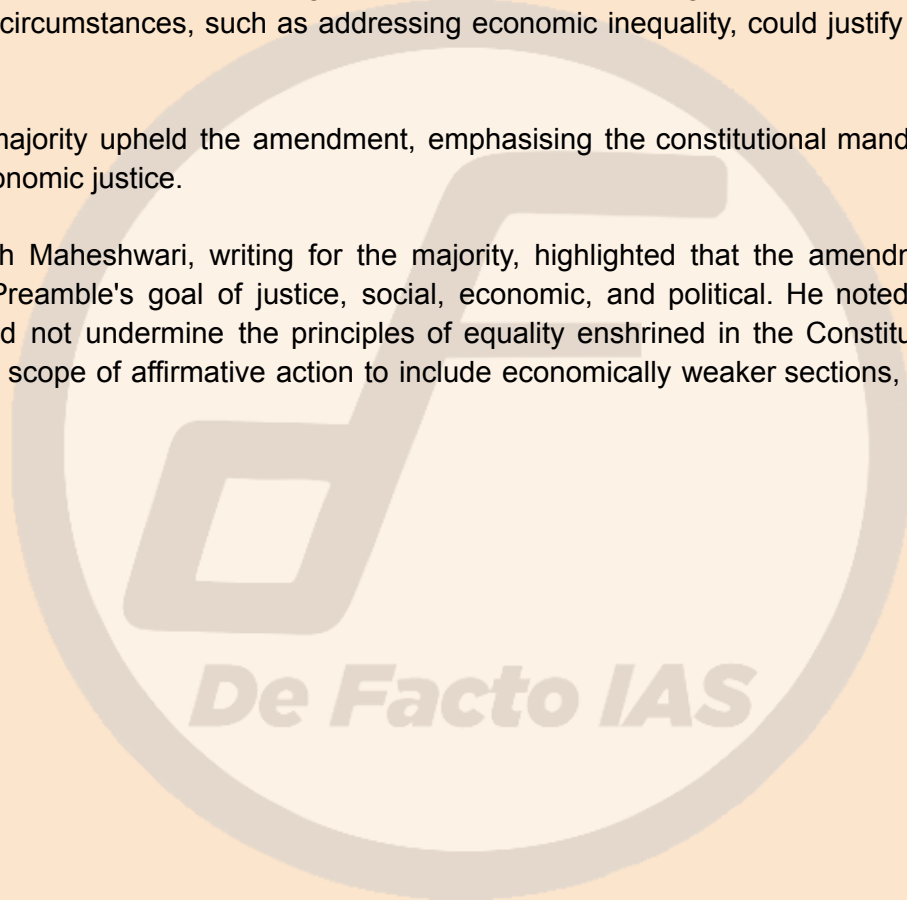 circumstances, such as addressing economic inequality, could justify
majority upheld the amendment, emphasising the constitutional mand
onomic justice.
h Maheshwari, writing for the majority, highlighted that the amendr
Preamble's goal of justice, social, economic, and political. He noted
d not undermine the principles of equality enshrined in the Constitu
scope of affirmative action to include economically weaker sections,
De Facto IAS